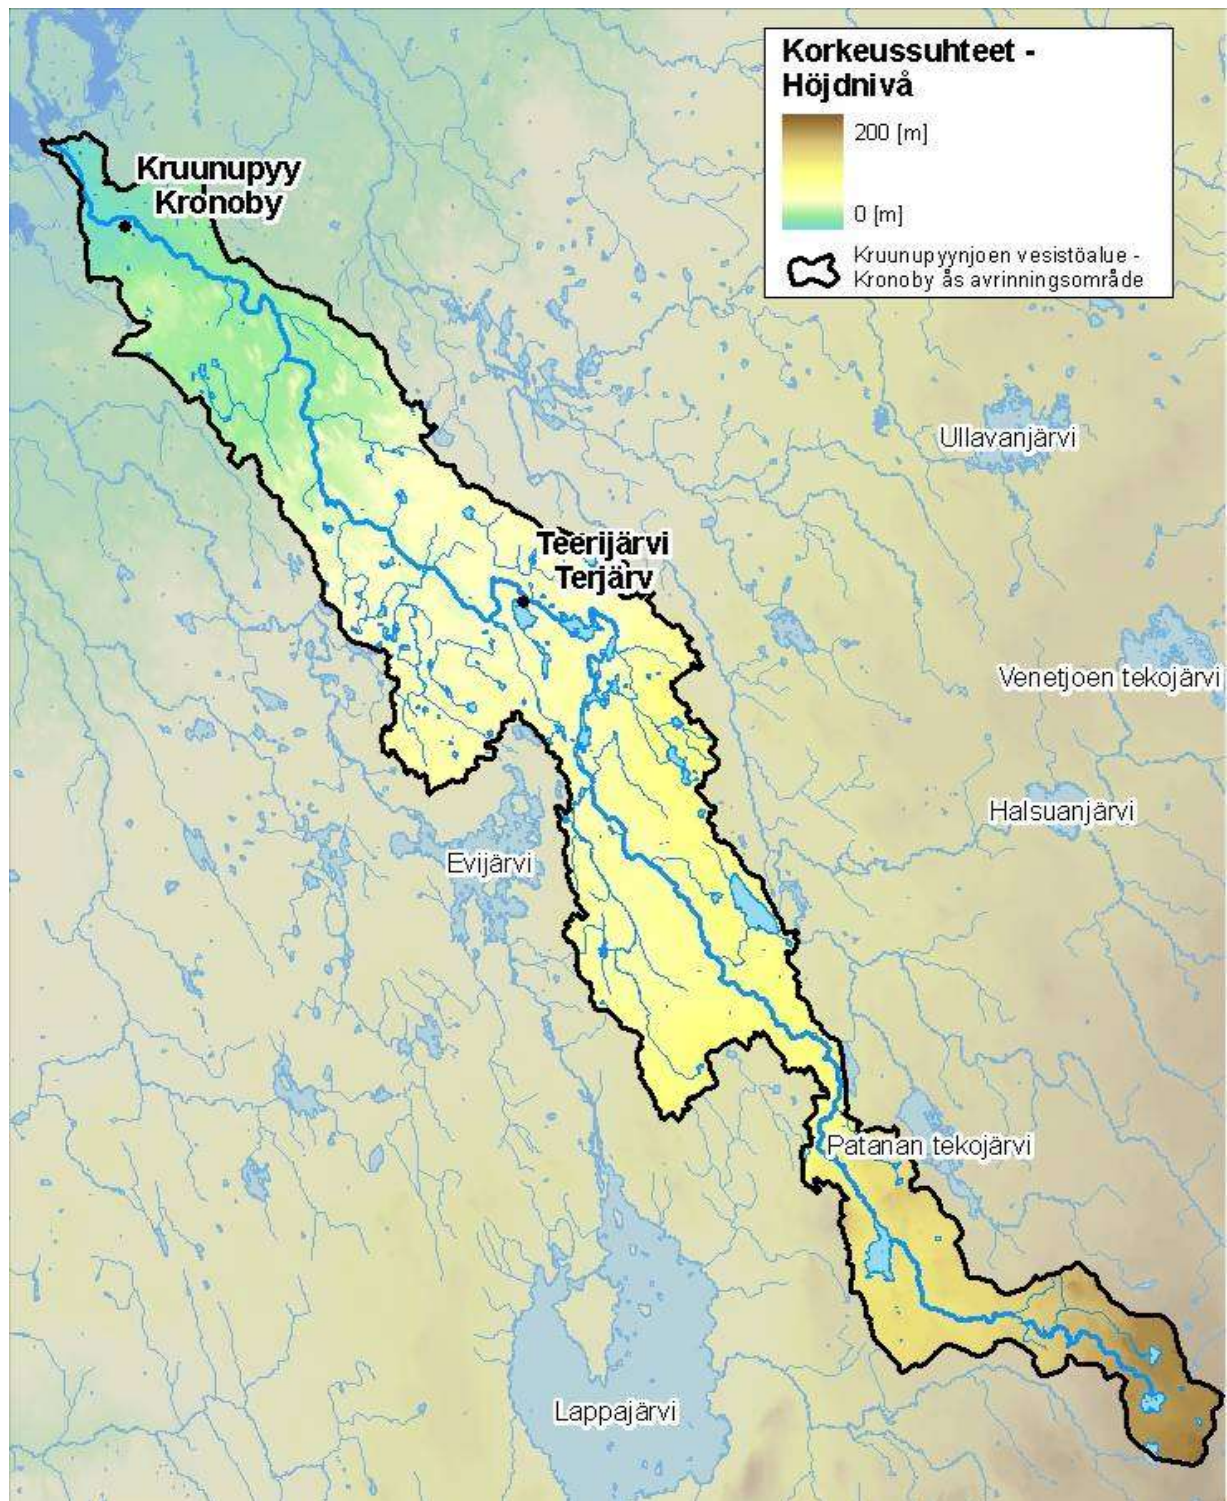 Korkeussuhteet -
Höjdnivå
200 [m]
0 [m]
Kruunupyynjoen vesistöalue -
Kronoby ås avrinningsområde
Kruunupyy
Kronoby
Ullavanjärvi
Teerijärvi
Terjärv
Venetjoen tekojärvi
Halsuanjärvi
Evijärvi
Patanan tekojärvi
Lappajärvi